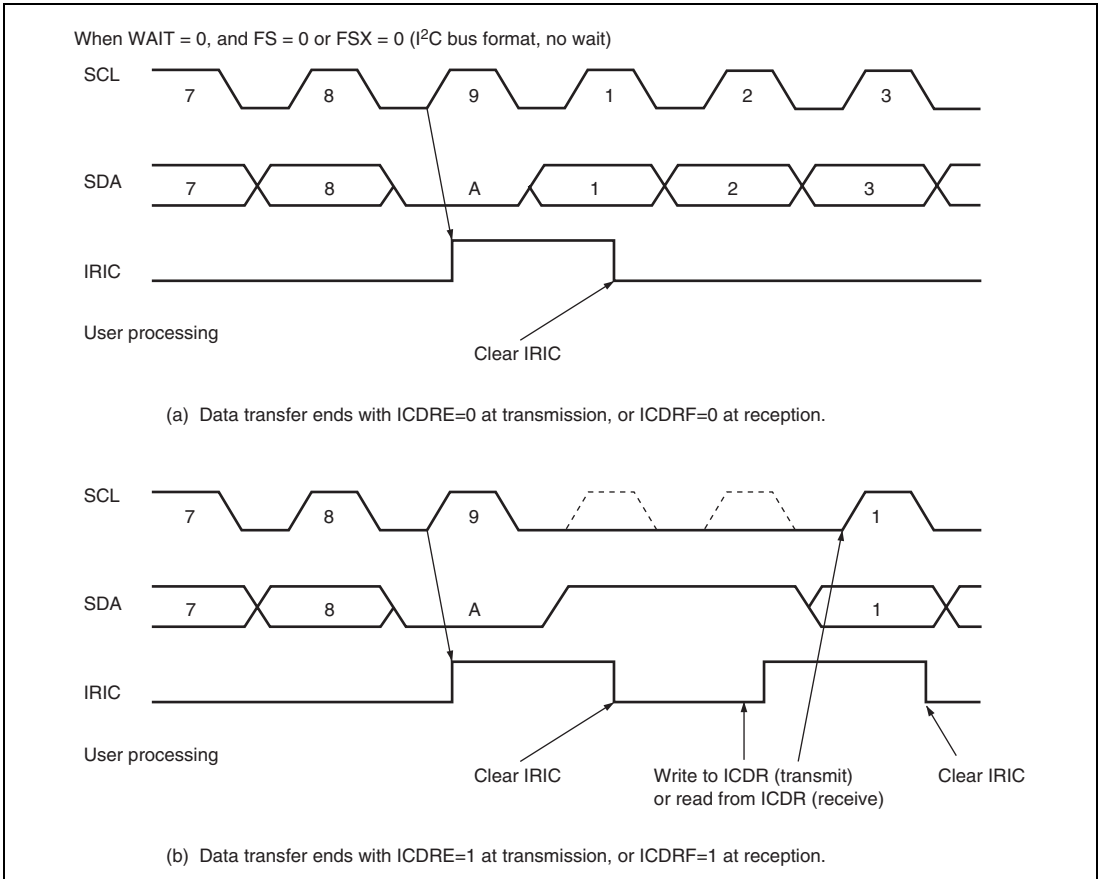 When WAIT = 0, and FS = 0 or FSX = 0 (I²C bus format, no wait)
SCL
7 8 9 1 2 3
SDA
7 8 A 1 2 3
IRIC
User processing
Clear IRIC
(a) Data transfer ends with ICDRE=0 at transmission, or ICDRF=0 at reception.
SCL
7 8 9 1
SDA
7 8 A 1
IRIC
User processing
Clear IRIC Write to ICDR (transmit) Clear IRIC
or read from ICDR (receive)
(b) Data transfer ends with ICDRE=1 at transmission, or ICDRF=1 at reception.